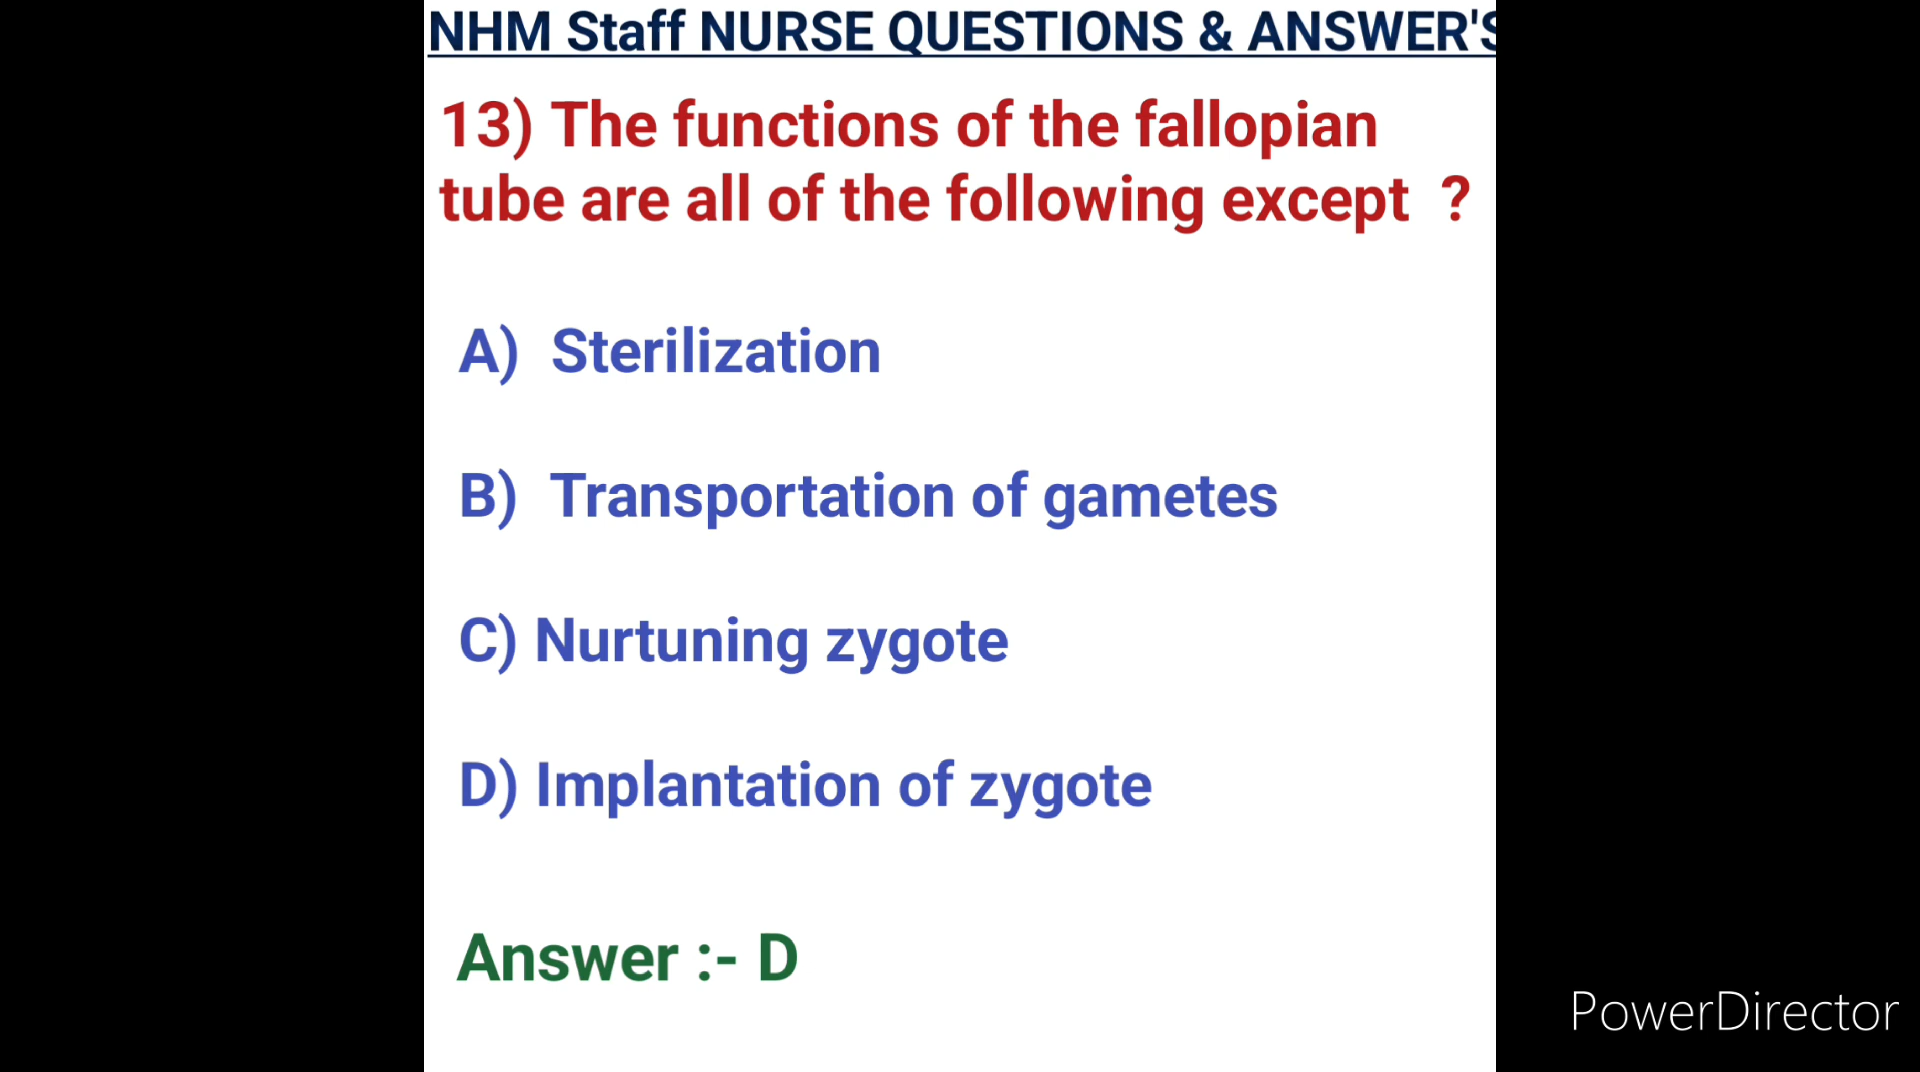 NHM Staff NURSE QUESTIONS & ANSWER'S
13) The functions of the fallopian
tube are all of the following except ?
A) Sterilization
B) Transportation of gametes
C) Nurtuning zygote
D) Implantation of zygote
Answer :- D
PowerDirector